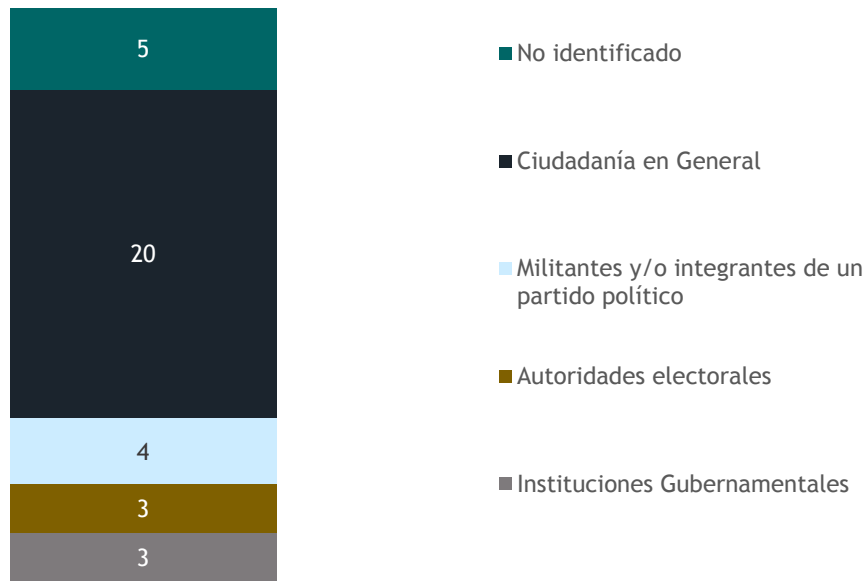 5
20
4
3
3
No identificado
Ciudadanía en General
Militantes y/o integrantes de un
partido político
Autoridades electorales
Instituciones Gubernamentales